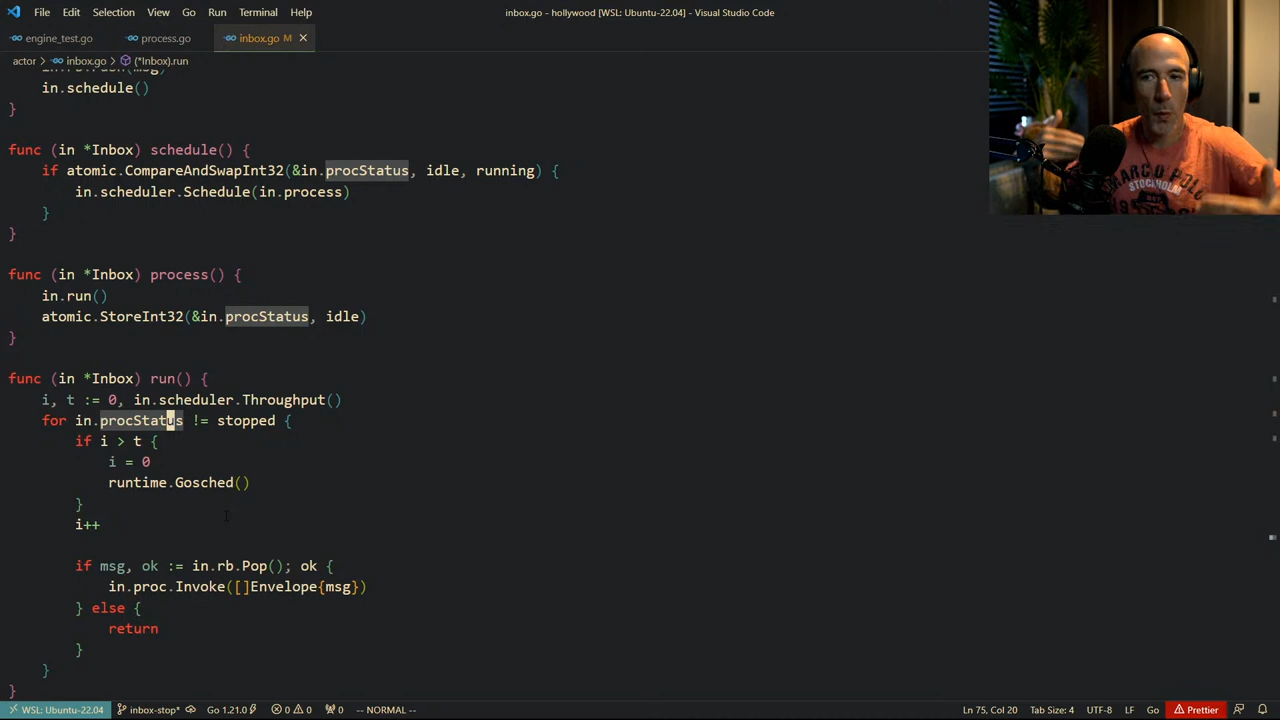 File Edit Selection View Go Run Terminal Help
inbox.go - hollywood [WSL: Ubuntu-22.04] - Visual Studio Code
engine_test.go process.go inbox.go M
actor > inbox.go > (*Inbox).run
in.schedule()
}
func (in *Inbox) schedule() {
if atomic.CompareAndSwapInt32(&in.procStatus, idle, running) {
in.scheduler.Schedule(in.process)
}
}
func (in *Inbox) process() {
in.run()
atomic.StoreInt32(&in.procStatus, idle)
}
func (in *Inbox) run() {
i, t := 0, in.scheduler.Throughput()
for in.procStatus != stopped {
if i > t {
i = 0
runtime.Gosched()
}
i++
if msg, ok := in.rb.Pop(); ok {
in.proc.Invoke([]Envelope{msg})
} else {
return
}
}
}
MARCO POLO
STOCKHOLM
WSL: Ubuntu-22.04 inbox-stop* Go 1.21.0 0 0 0 -- NORMAL -- Ln 75, Col 20 Tab Size: 4 UTF-8 LF Go Prettier